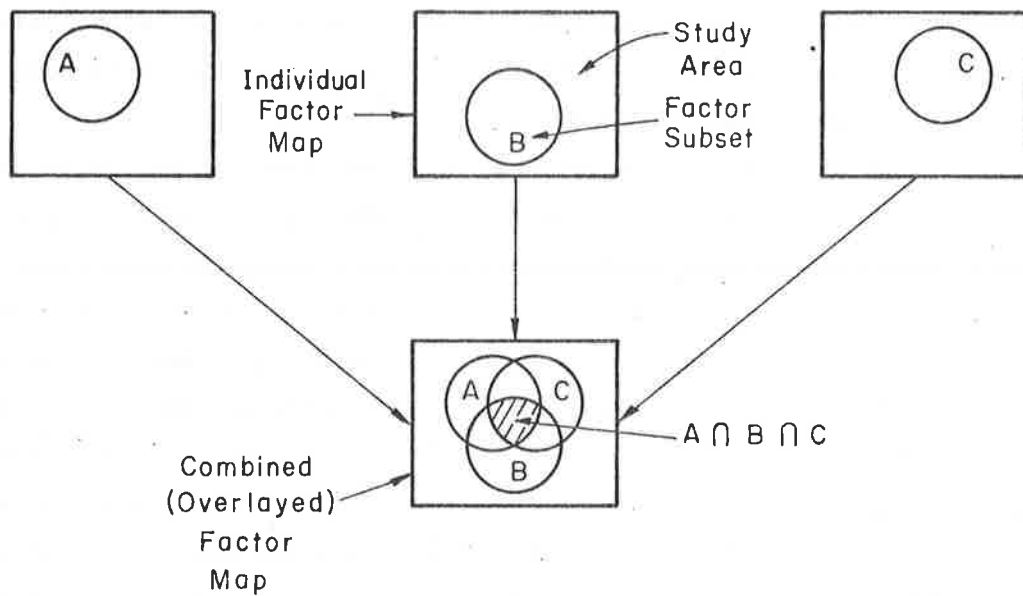 A
Individual
Factor
Map
Study
Area
Factor
Subset
B
C
A
C
B
A ∩ B ∩ C
Combined
(Overlayed)
Factor
Map